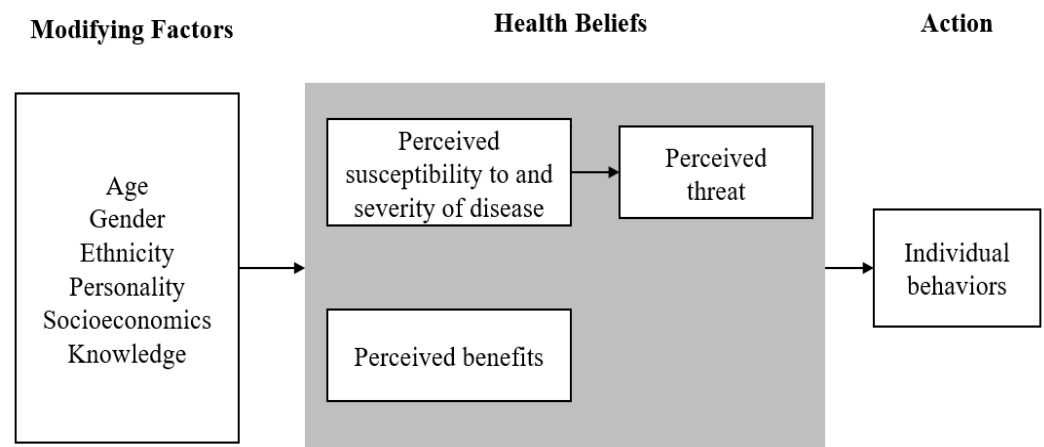 Modifying Factors
Health Beliefs
Action
Age
Gender
Ethnicity
Personality
Socioeconomics
Knowledge
Perceived
susceptibility to and
severity of disease
Perceived
threat
Perceived benefits
Individual
behaviors